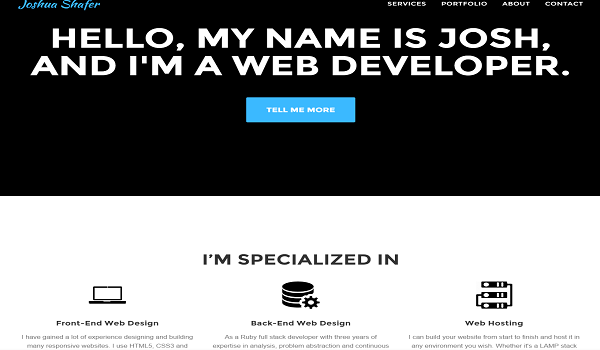 Joshua Shafer
SERVICES PORTFOLIO ABOUT CONTACT
HELLO, MY NAME IS JOSH,
AND I'M A WEB DEVELOPER.
TELL ME MORE
I'M SPECIALIZED IN
Front-End Web Design
I have gained a lot of experience designing and building
many responsive websites. I use HTML5, CSS3 and
Back-End Web Design
As a Ruby full stack developer with three years of
expertise in analysis, problem abstraction and continuous
Web Hosting
I can build your website from start to finish and host it in
any environment you wish. Whether it's a LAMP stack